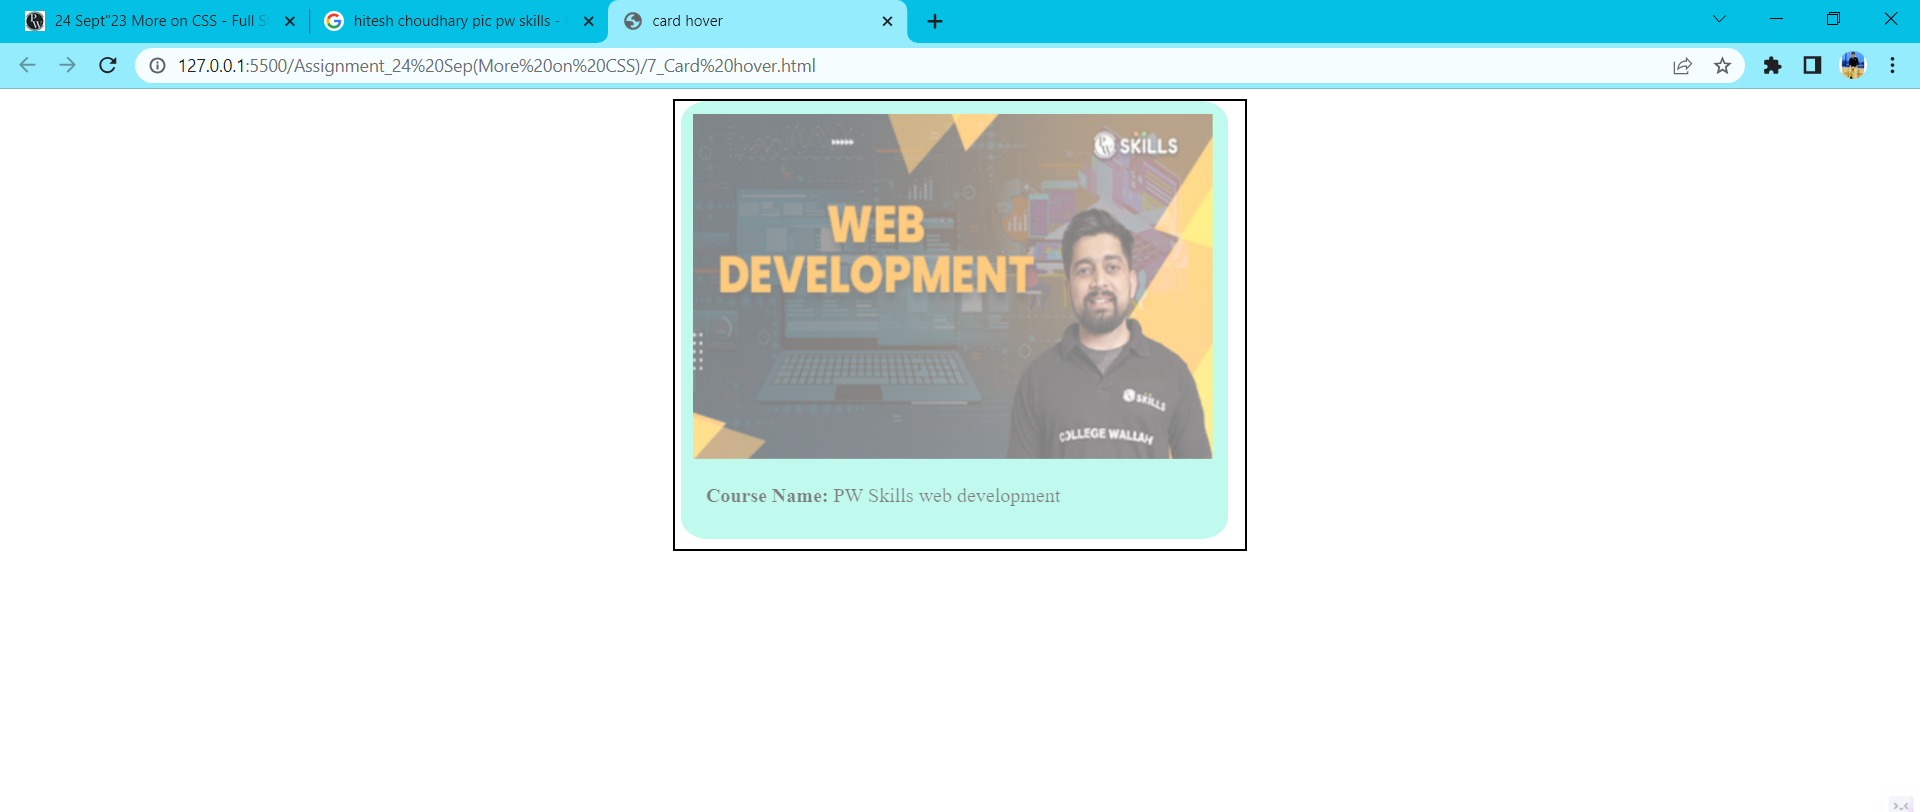 24 Sept"23 More on CSS - Full S
hitesh choudhary pic pw skills -
card hover
127.0.0.1:5500/Assignment_24%20Sep(More%20on%20CSS)/7_Card%20hover.html
SKILLS
WEB
DEVELOPMENT
SKILLS
COLLEGE WALLAH
Course Name: PW Skills web development